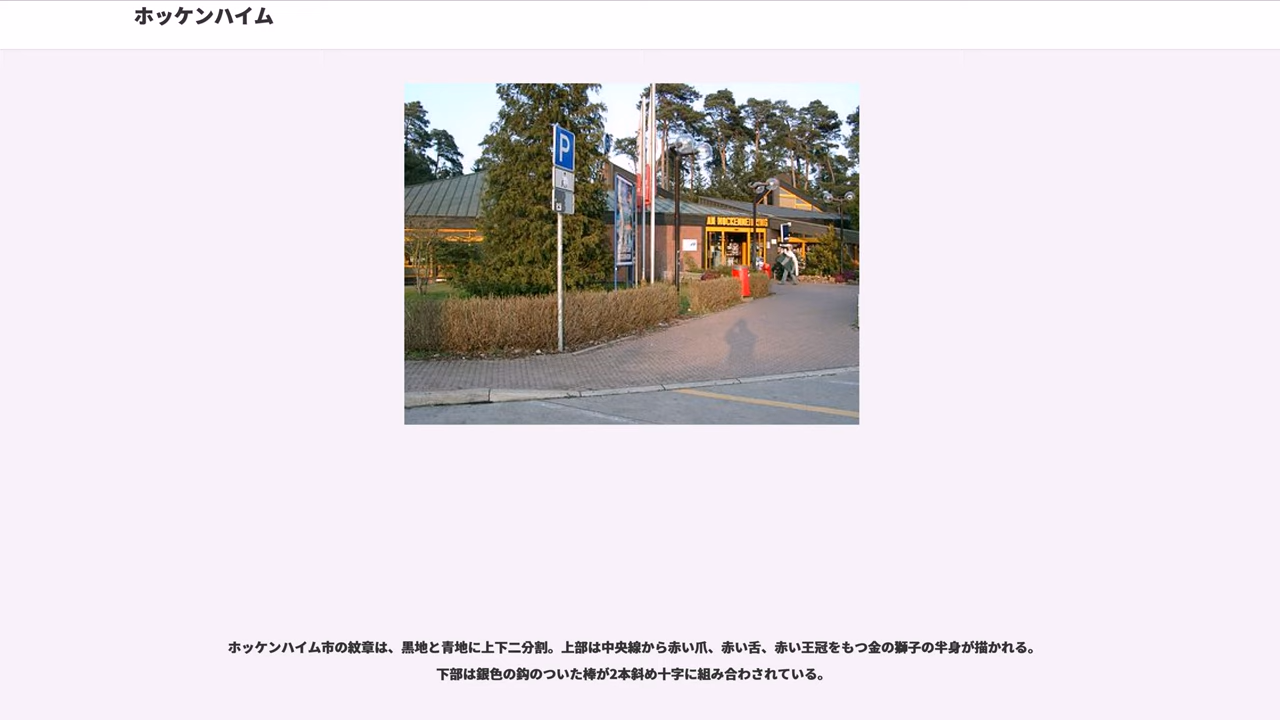 ホッケンハイム
P
AM HOCKENHEIMRING
ホッケンハイム市の紋章は、黒地と青地に上下二分割。上部は中央線から赤い爪、赤い舌、赤い王冠をもつ金の獅子の半身が描かれる。
下部は銀色の鈎のついた棒が2本斜め十字に組み合わされている。